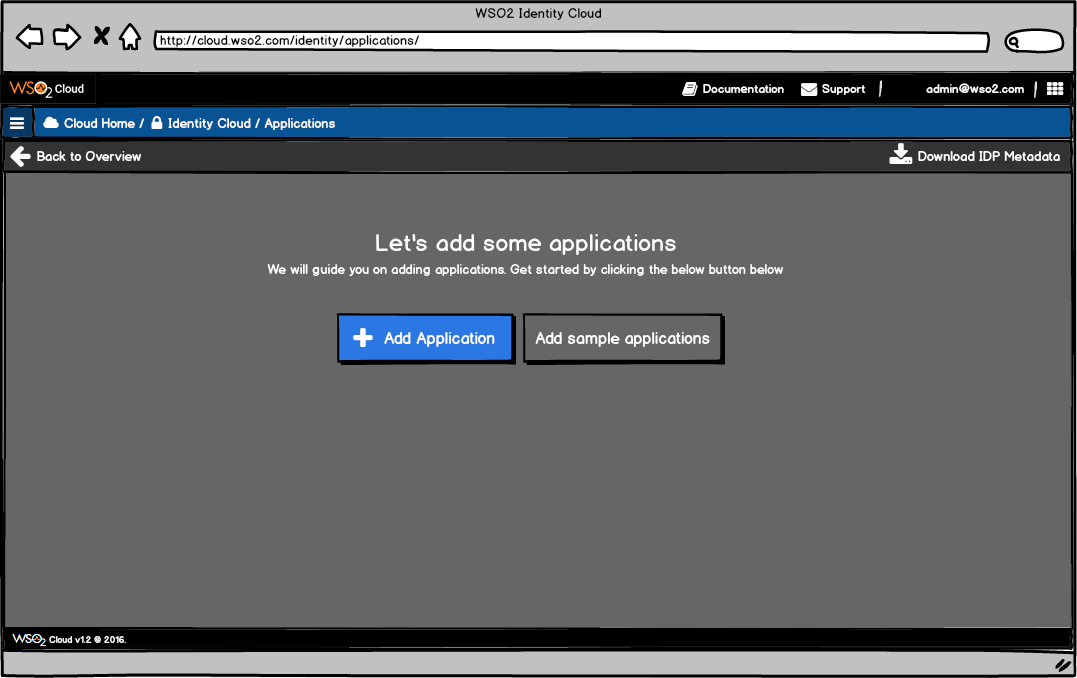 WSO2 Identity Cloud
http://cloud.wso2.com/identity/applications/
WSO2 Cloud
Documentation
Support
admin@wso2.com
Cloud Home / Identity Cloud / Applications
Back to Overview
Download IDP Metadata
Let's add some applications
We will guide you on adding applications. Get started by clicking the below button below
Add Application
Add sample applications
WSO2 Cloud v1.2 © 2016.